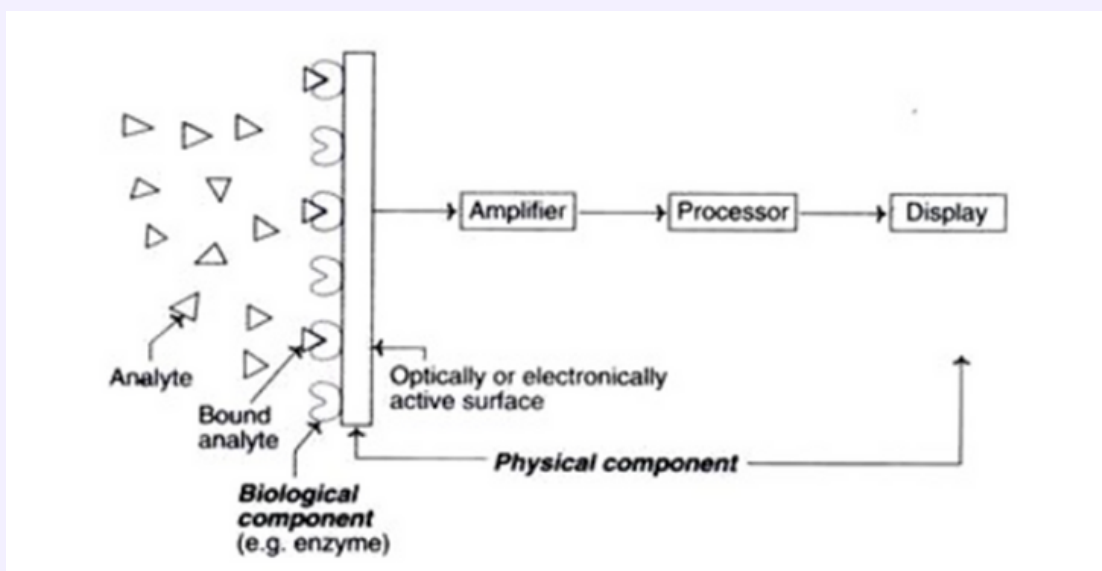 Amplifier
Processor
Display
Analyte
Optically or electronically
active surface
Bound
analyte
Physical component
Biological
component
(e.g. enzyme)